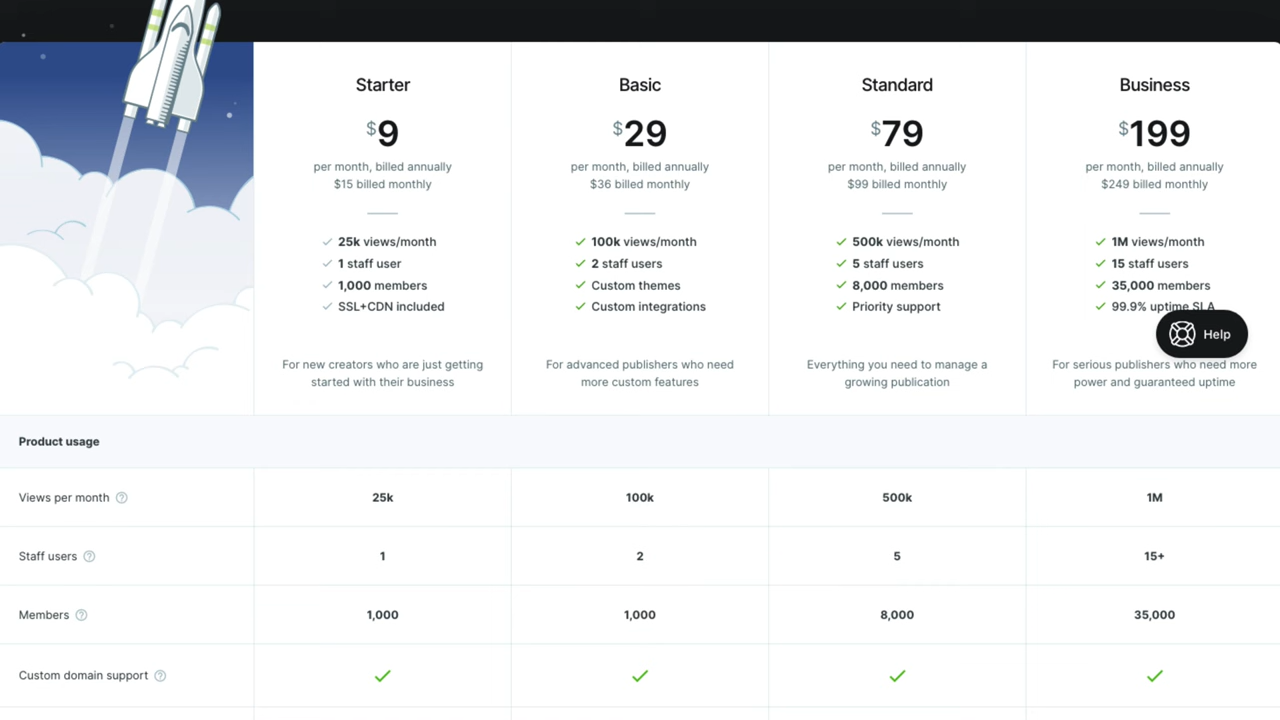 Starter
$9
per month, billed annually
$15 billed monthly
25k views/month
1 staff user
1,000 members
SSL+CDN included
For new creators who are just getting
started with their business
Basic
$29
per month, billed annually
$36 billed monthly
100k views/month
2 staff users
Custom themes
Custom integrations
For advanced publishers who need
more custom features
Standard
$79
per month, billed annually
$99 billed monthly
500k views/month
5 staff users
8,000 members
Priority support
Everything you need to manage a
growing publication
Business
$199
per month, billed annually
$249 billed monthly
1M views/month
15 staff users
35,000 members
99.9% uptime SLA
For serious publishers who need more
power and guaranteed uptime
Help
Product usage
Views per month ? 25k 100k 500k 1M
Staff users ? 1 2 5 15+
Members ? 1,000 1,000 8,000 35,000
Custom domain support ?